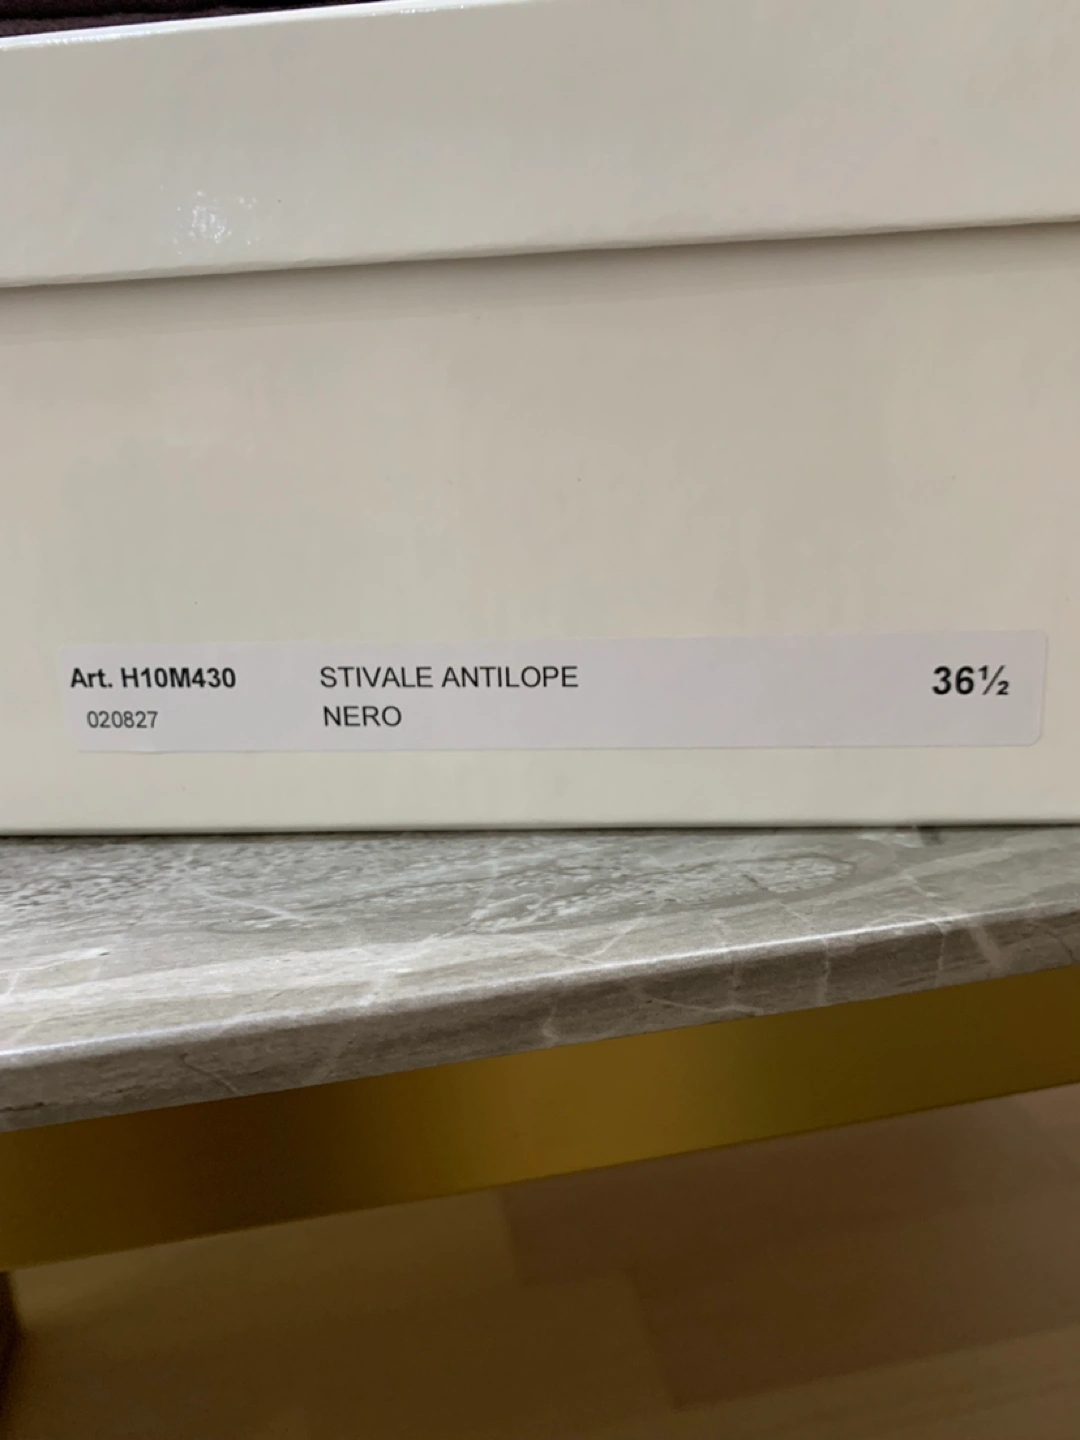 Art. H10M430 STIVALE ANTILOPE 36½
020827 NERO